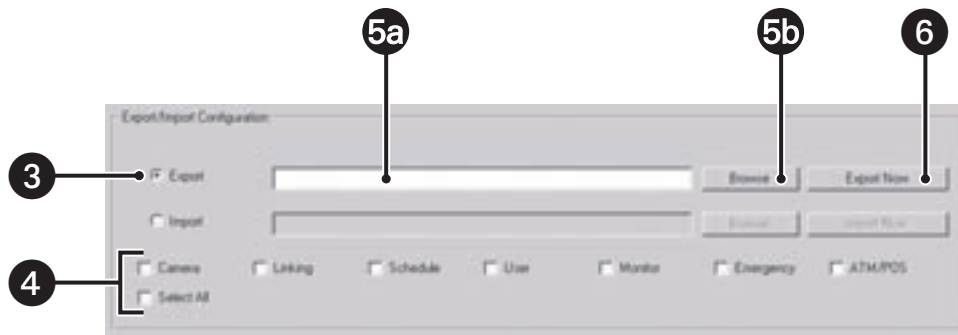 5a 5b 6
Export/Import Configuration
3 Export Browse Export Now
Import Browse Import Now
4 Camera Linking Schedule User Monitor Emergency ATM/POS
Select All